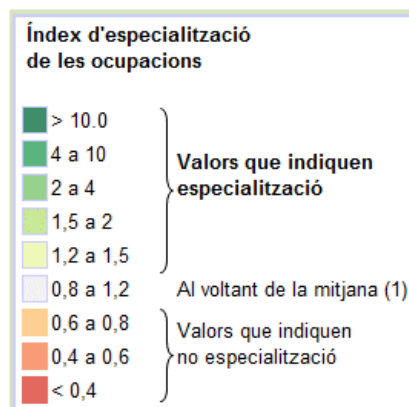 Índex d'especialització
de les ocupacions
> 10.0
4 a 10
2 a 4
1,5 a 2
1,2 a 1,5
Valors que indiquen
especialització
0,8 a 1,2
Al voltant de la mitjana (1)
0,6 a 0,8
0,4 a 0,6
< 0,4
Valors que indiquen
no especialització